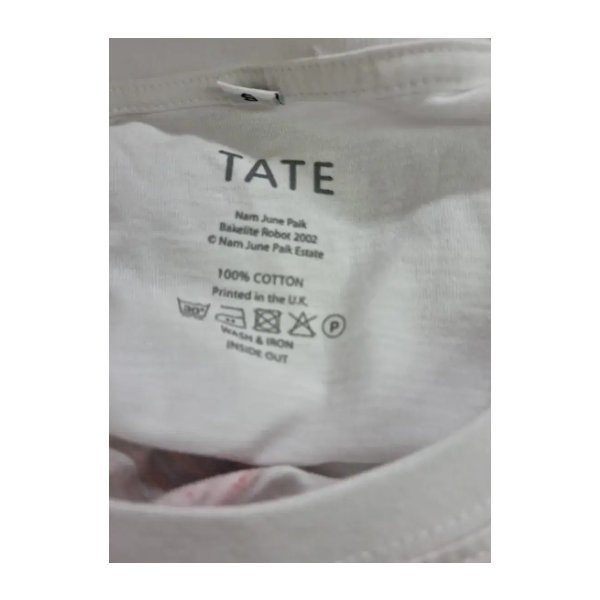 TATE
Nam June Paik
Bakelite Robot 2002
© Nam June Paik Estate
100% COTTON
Printed in the U.K.
30°
P
WASH & IRON
INSIDE OUT